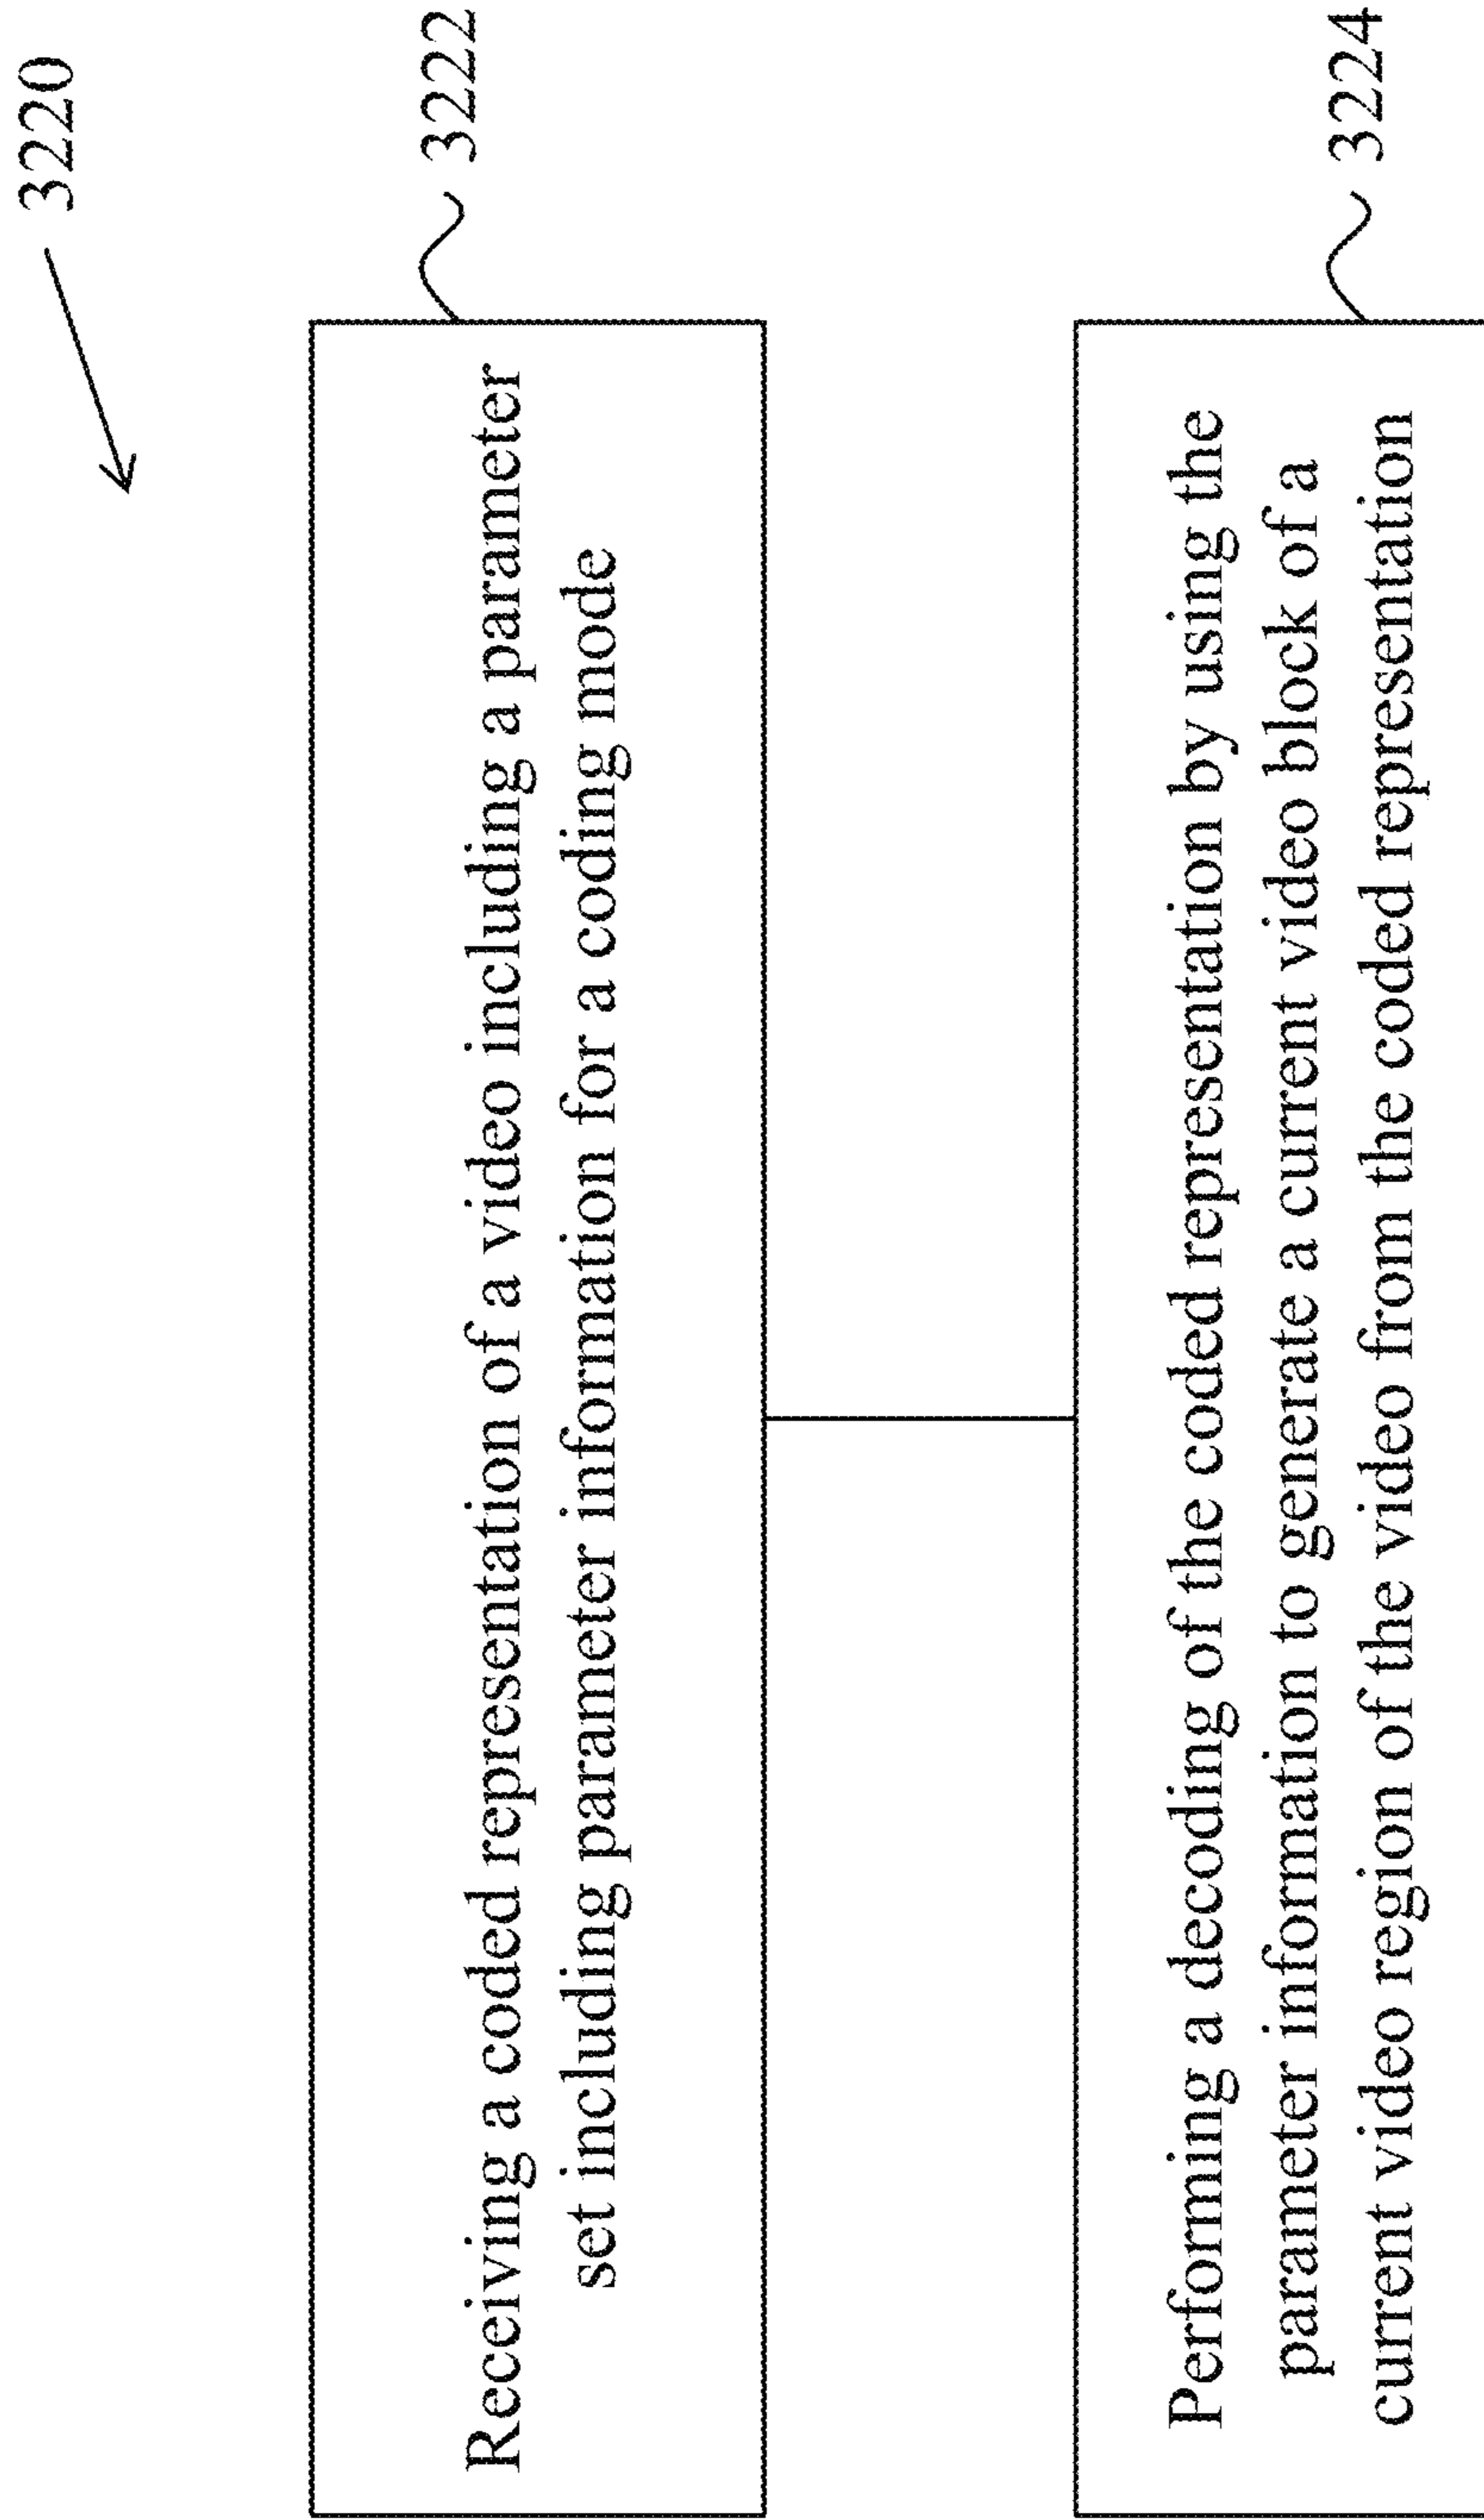 3220
Receiving a coded representation of a video including a parameter
set including parameter information for a coding mode
3222
Performing a decoding of the coded representation by using the
parameter information to generate a current video block of a
current video region of the video from the coded representation
3224